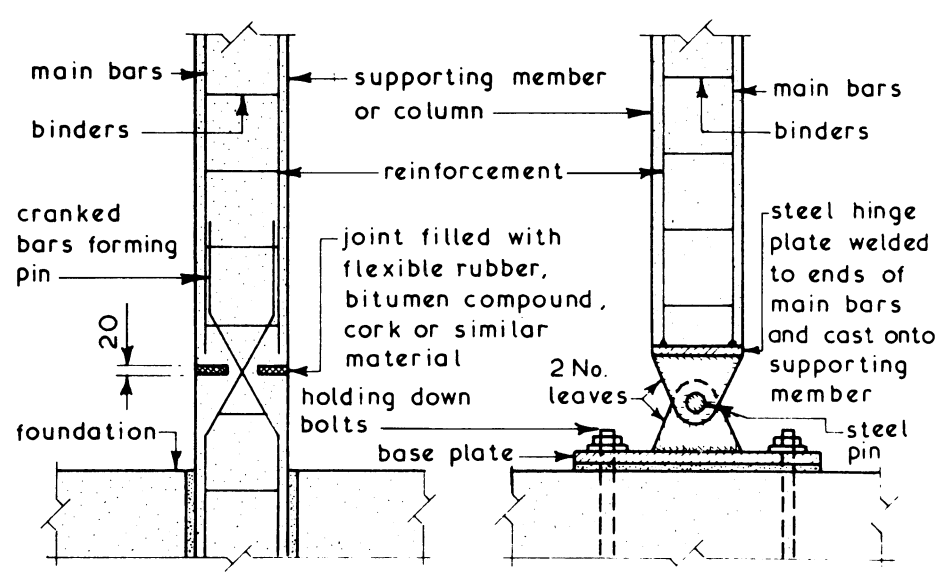 main bars
binders
cranked
bars forming
pin
20
foundation
supporting member
or column
reinforcement
joint filled with
flexible rubber,
bitumen compound,
cork or similar
material
holding down
bolts
base plate
2 No.
leaves
main bars
binders
steel hinge
plate welded
to ends of
main bars
and cast onto
supporting
member
steel
pin